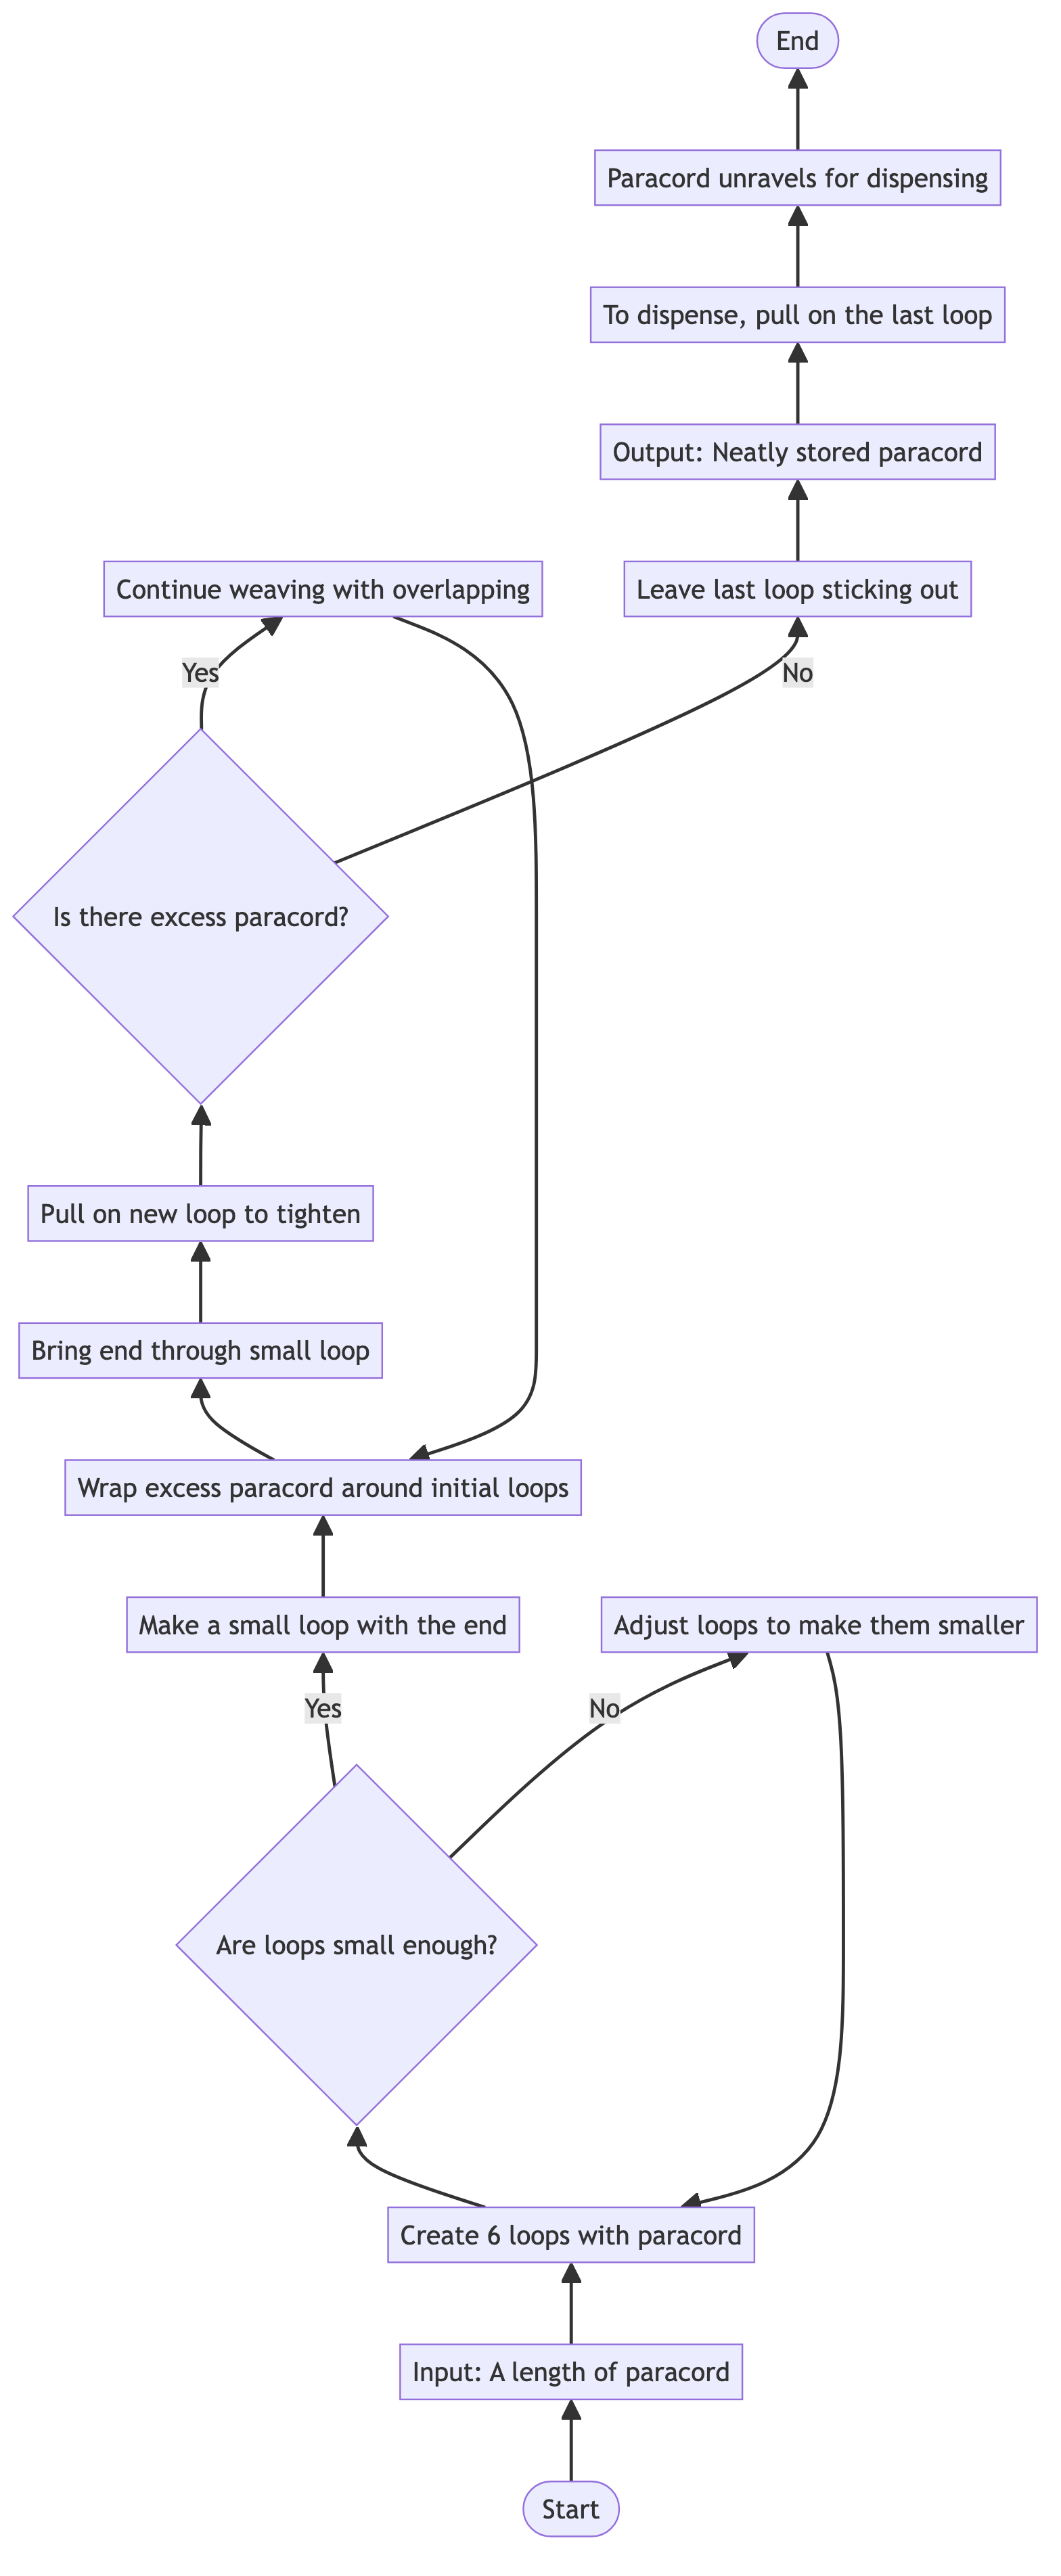 End
Paracord unravels for dispensing
To dispense, pull on the last loop
Output: Neatly stored paracord
Continue weaving with overlapping
Leave last loop sticking out
Yes
No
Is there excess paracord?
Pull on new loop to tighten
Bring end through small loop
Wrap excess paracord around initial loops
Make a small loop with the end
Adjust loops to make them smaller
Yes
No
Are loops small enough?
Create 6 loops with paracord
Input: A length of paracord
Start